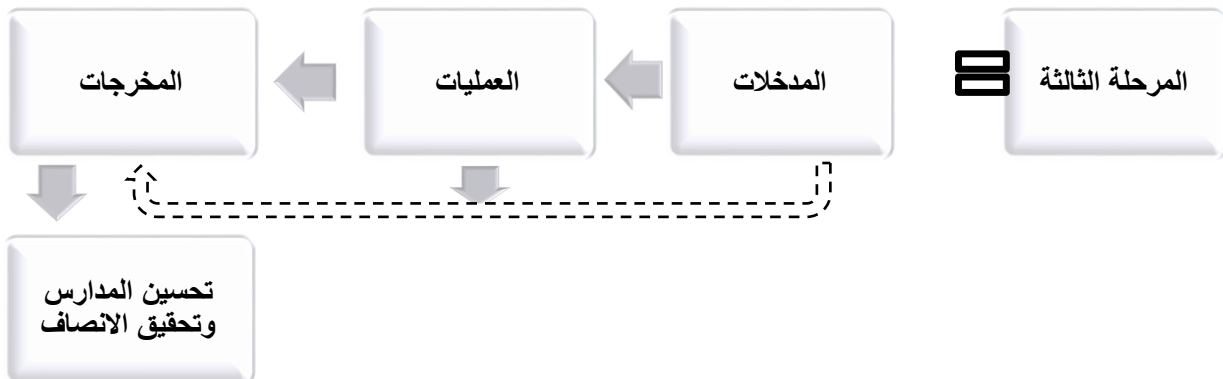 المرحلة الثالثة
المدخلات
العمليات
المخرجات
تحسين المدارس
وتحقيق الانصاف